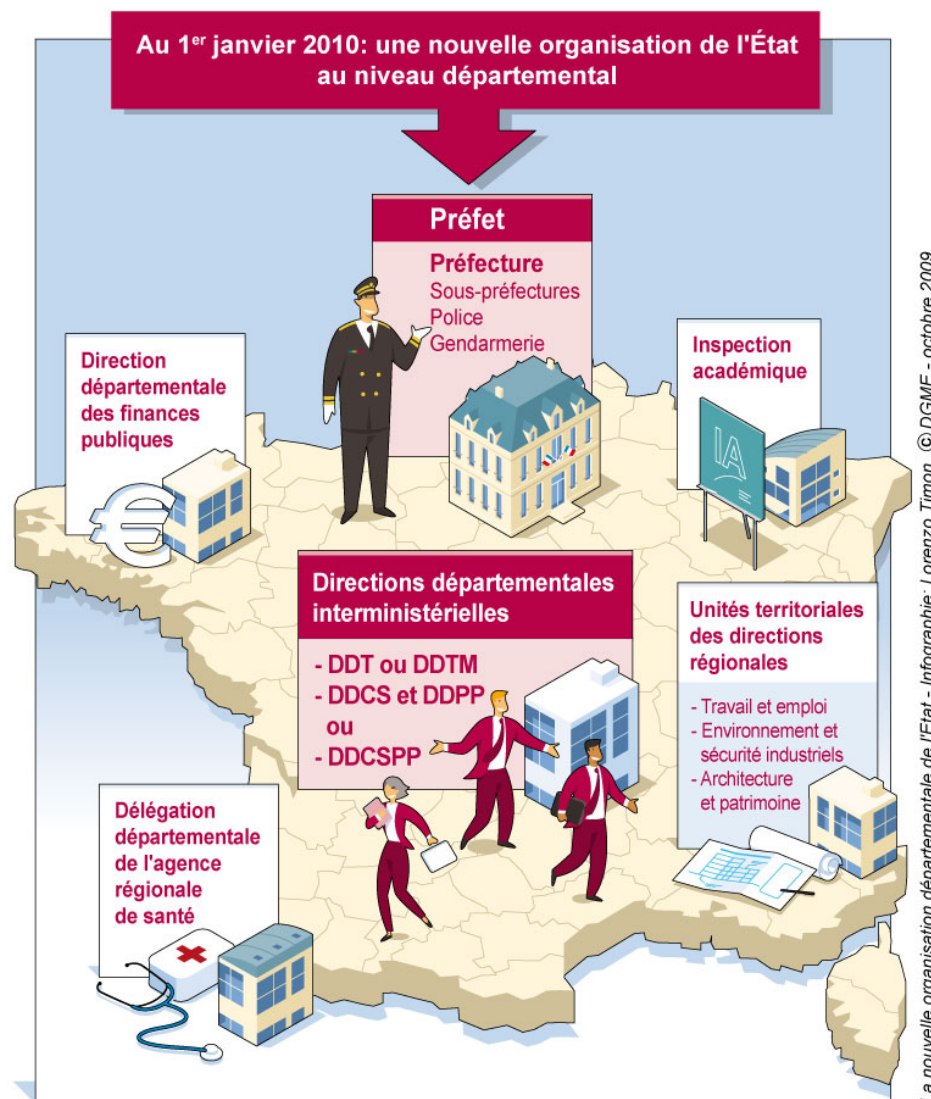 Au 1er janvier 2010: une nouvelle organisation de l'État
au niveau départemental
Préfet
Préfecture
Sous-préfectures
Police
Gendarmerie
Direction
départementale
des finances
publiques
Inspection
académique
IA
Directions départementales
interministérielles
- DDT ou DDTM
- DDCS et DDPP
ou
- DDCSPP
Unités territoriales
des directions
régionales
- Travail et emploi
- Environnement et
sécurité industriels
- Architecture
et patrimoine
Délégation
départementale
de l'agence
régionale
de santé
La nouvelle organisation départementale de l'Etat - Infographie: Lorenzo Timon © DGME - octobre 2009